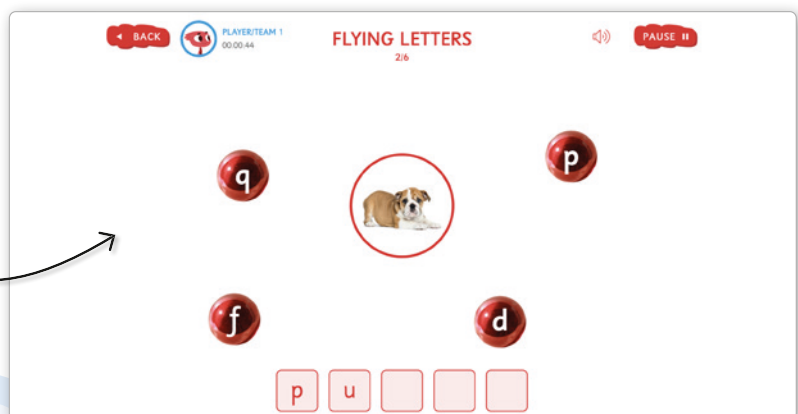 BACK
PLAYER/TEAM 1
00:00:44
FLYING LETTERS
2/6
PAUSE
q
p
f
d
p u